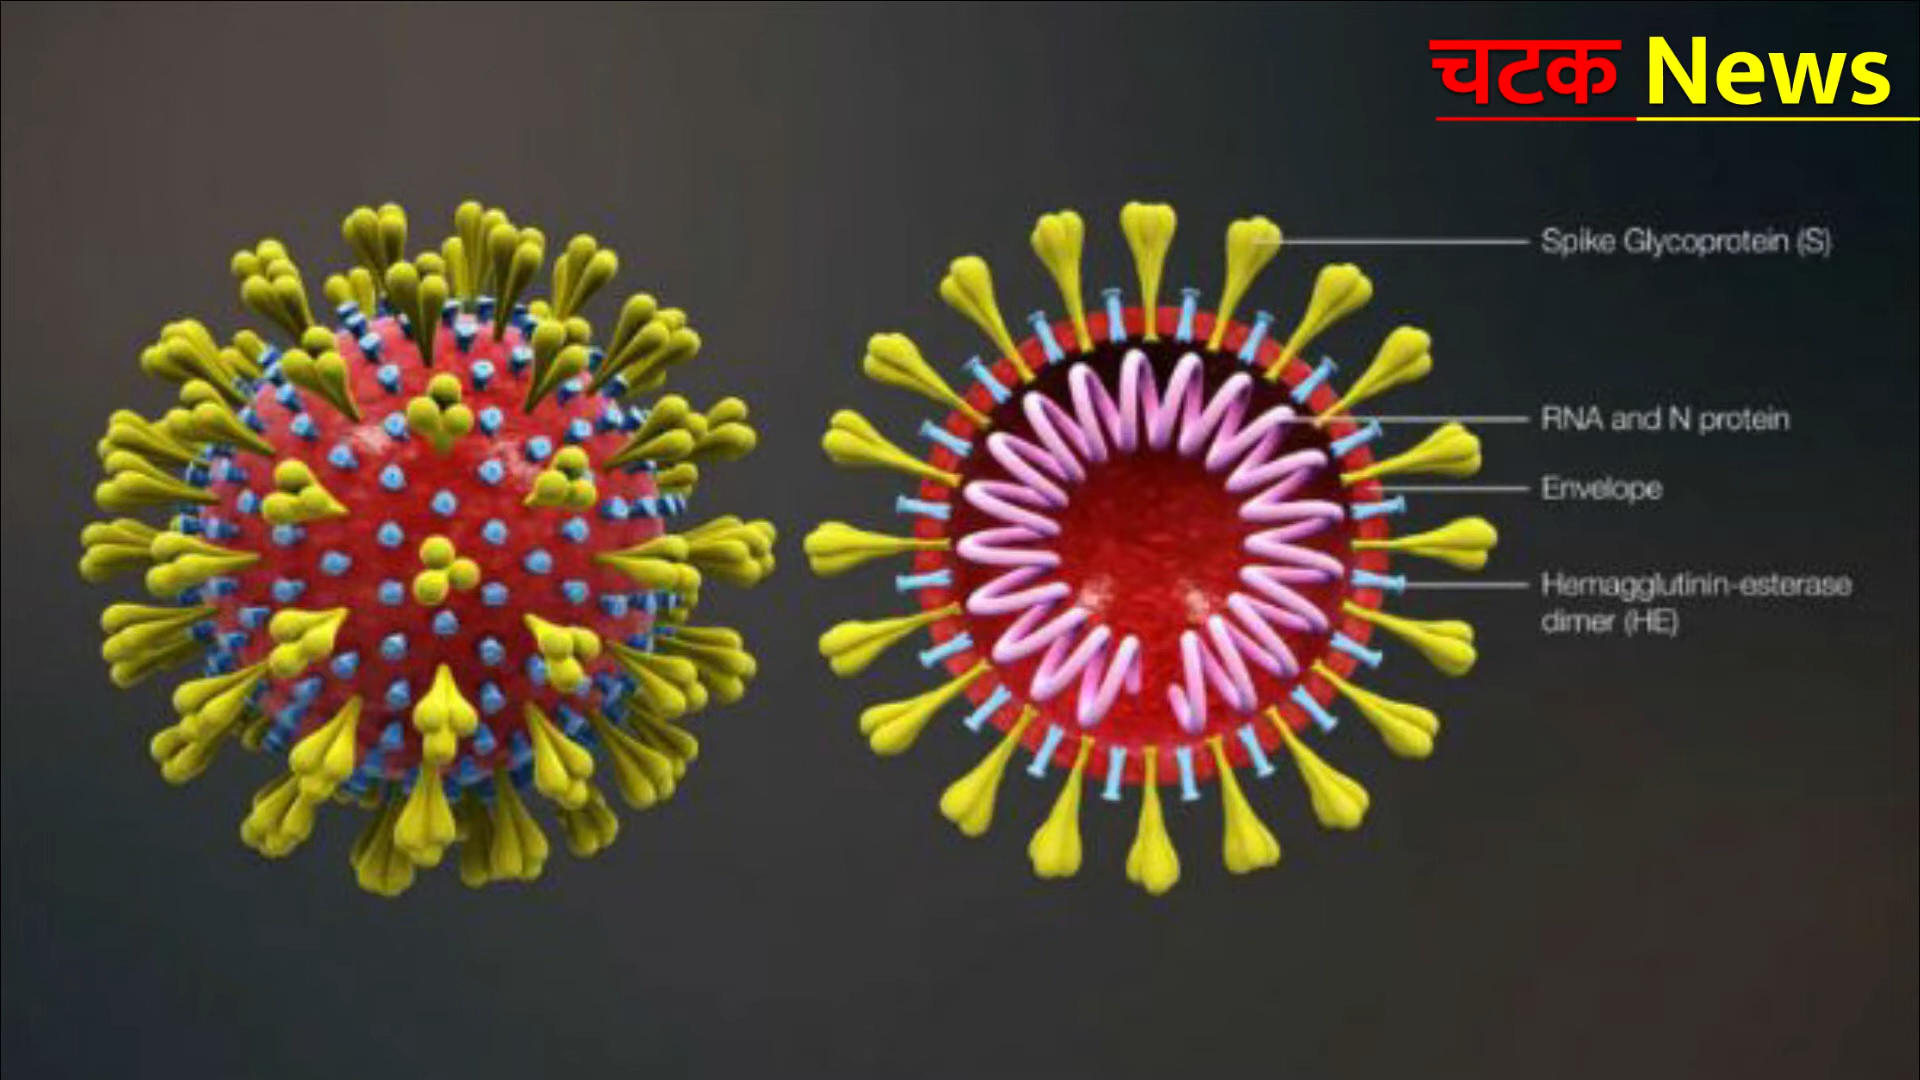 चटक News
Spike Glycoprotein (S)
RNA and N protein
Envelope
Hemagglutinin-esterase
dimer (HE)